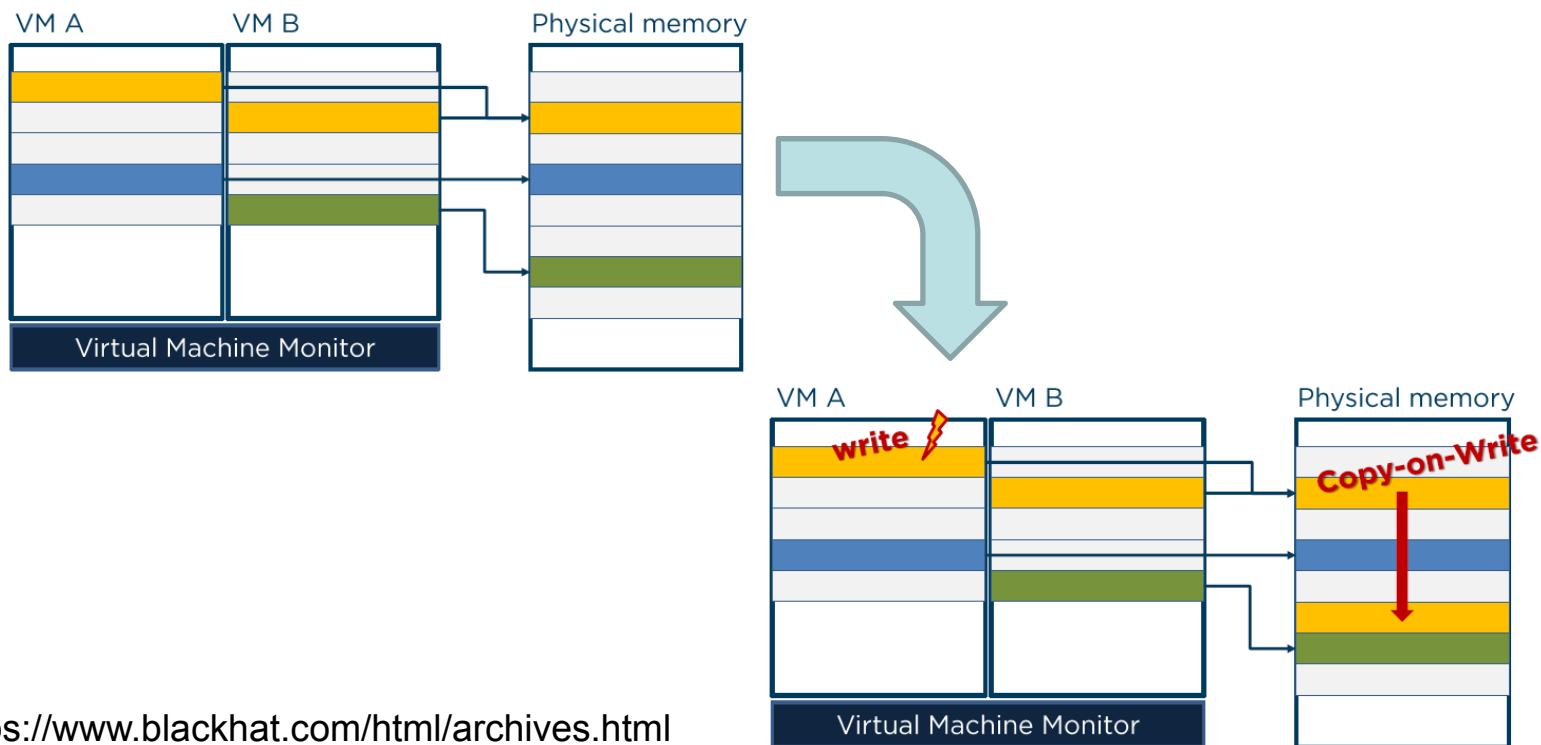 VM A
VM B
Physical memory
Virtual Machine Monitor
VM A
VM B
Physical memory
write
Copy-on-Write
Virtual Machine Monitor
os://www.blackhat.com/html/archives.html